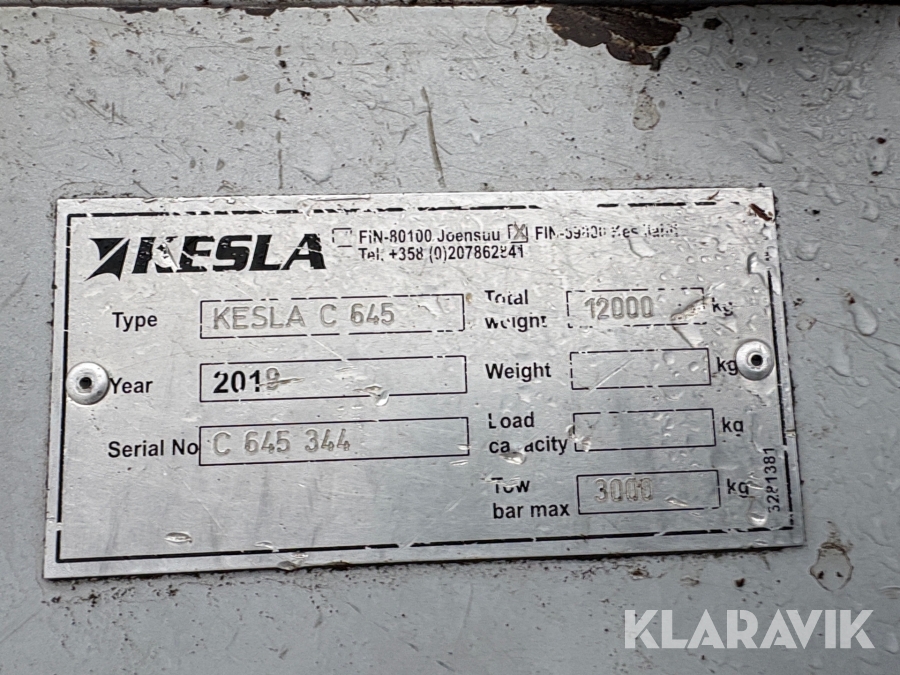 KESLA
FIN-80100 Joensuu
Tel. +358 (0)207862841
Type KESLA C 645
Total weight 12000 kg
Year 2019
Weight kg
Serial No C 645 344
Load capacity kg
Tow bar max 3000 kg
6281381
KLARAVIK